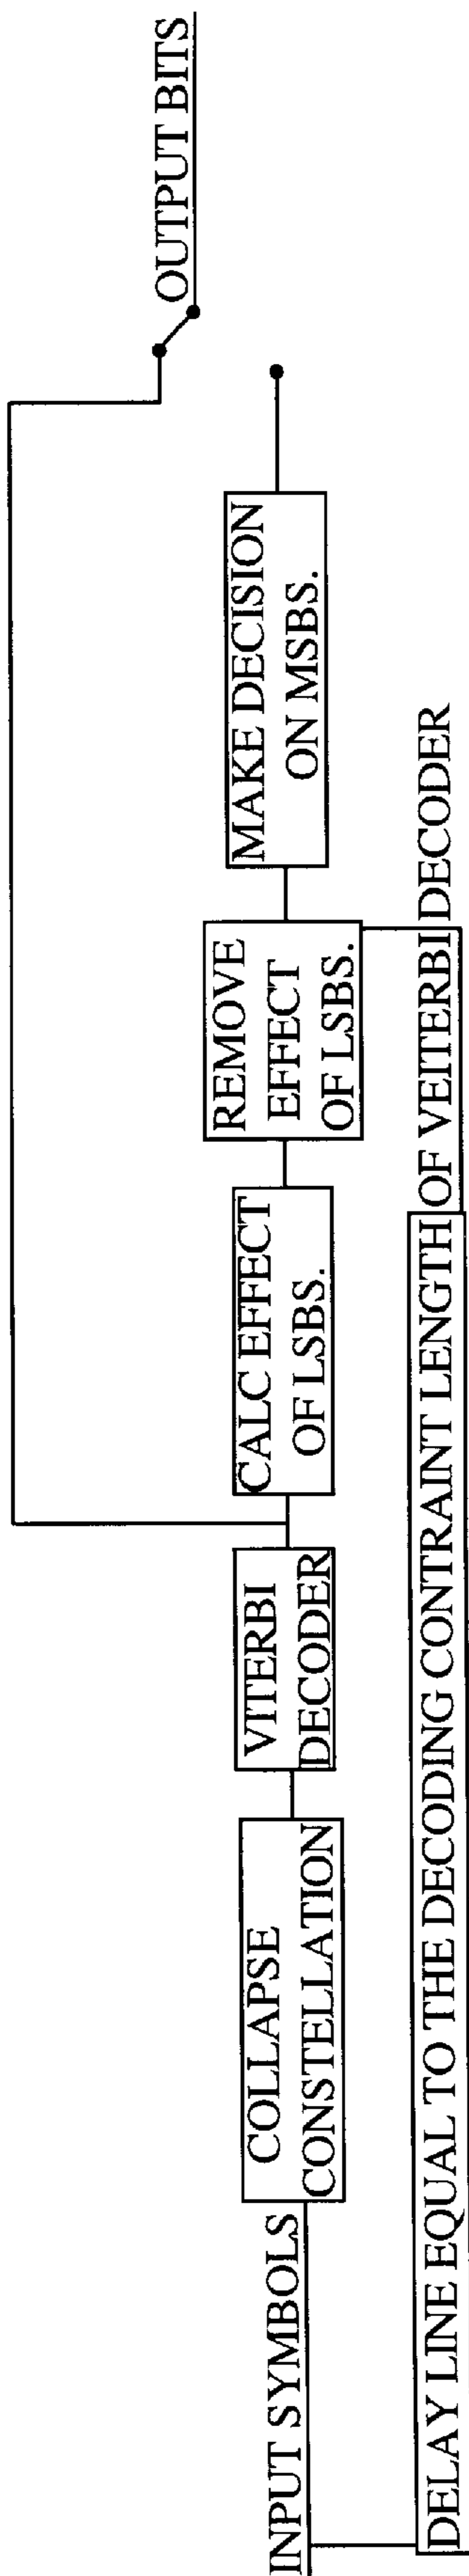 INPUT SYMBOLS
COLLAPSE
CONSTELLATION
VITERBI
DECODER
CALC EFFECT
OF LSBS.
REMOVE
EFFECT
OF LSBS.
MAKE DECISION
ON MSBS.
OUTPUT BITS
DELAY LINE EQUAL TO THE DECODING CONTRAINT LENGTH OF VEITERBI DECODER